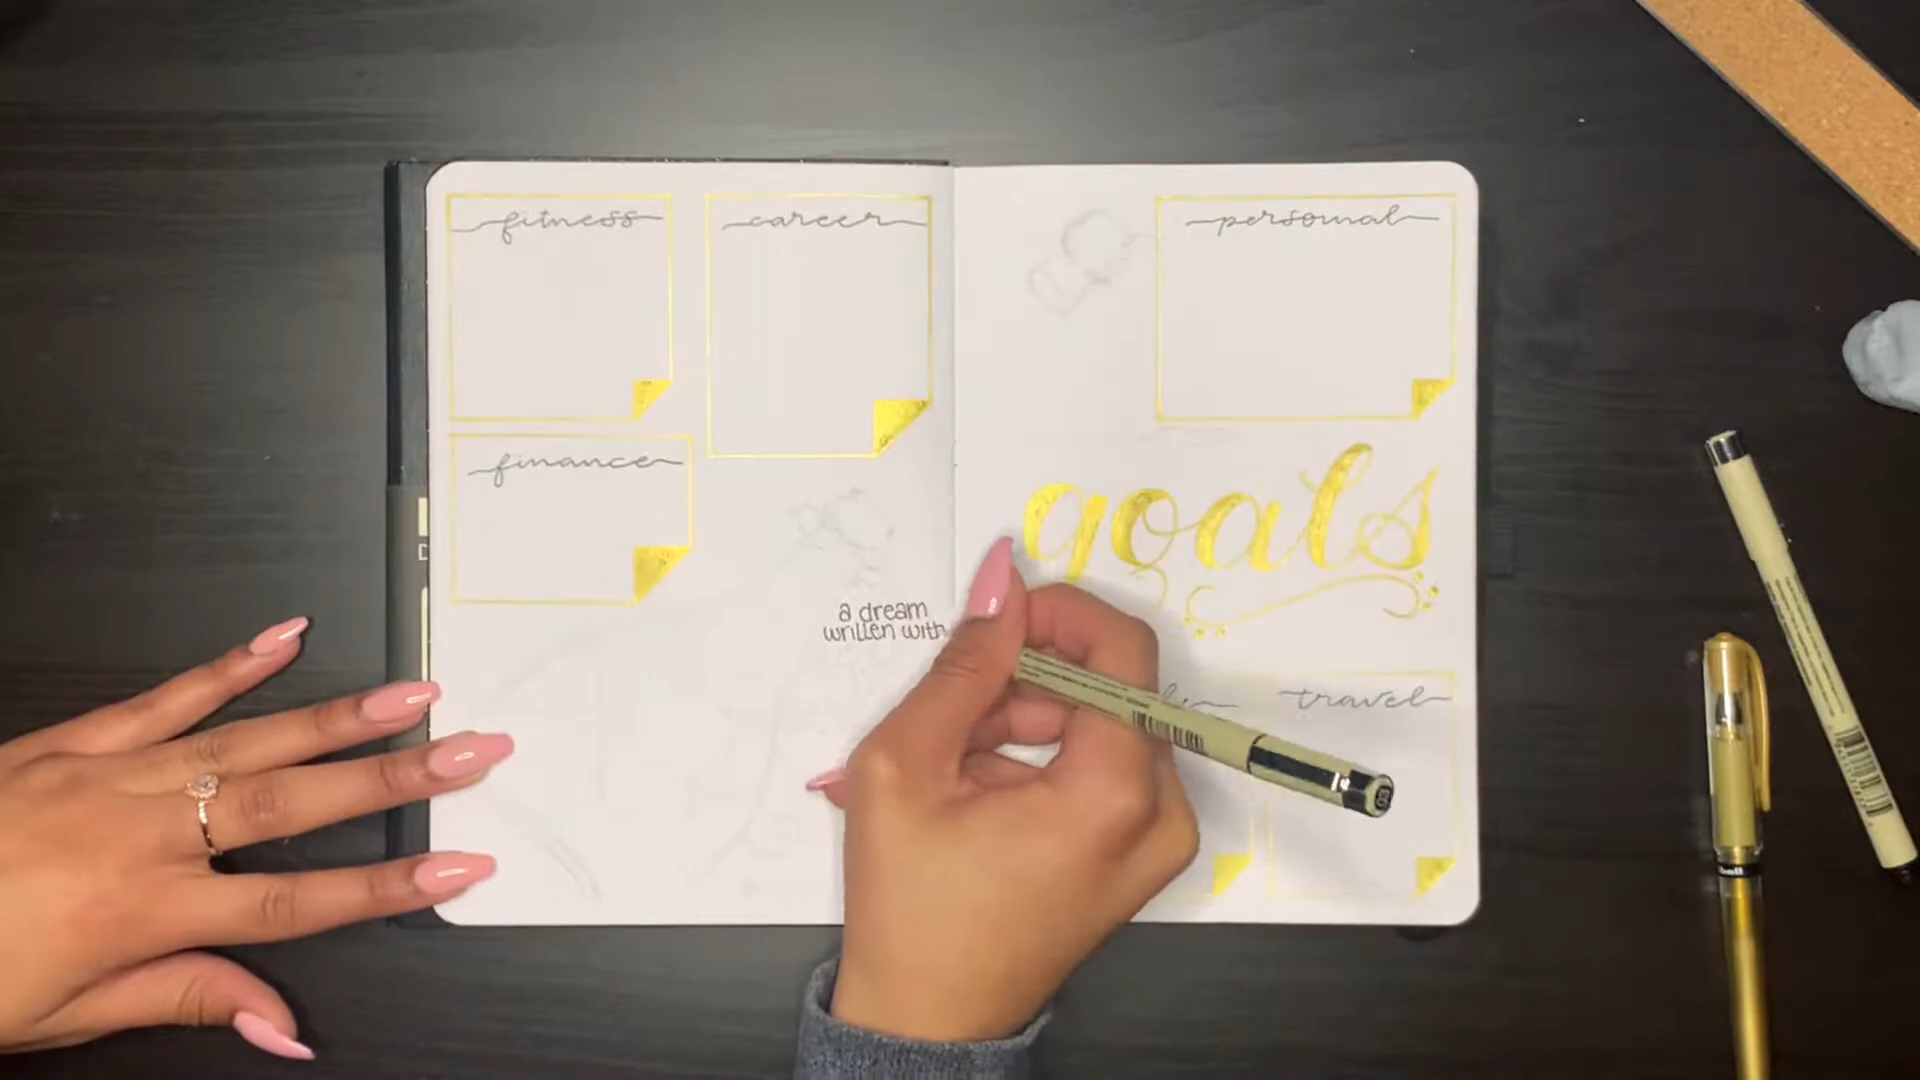 fitness
career
personal
finance
goals
a dream
written with
travel